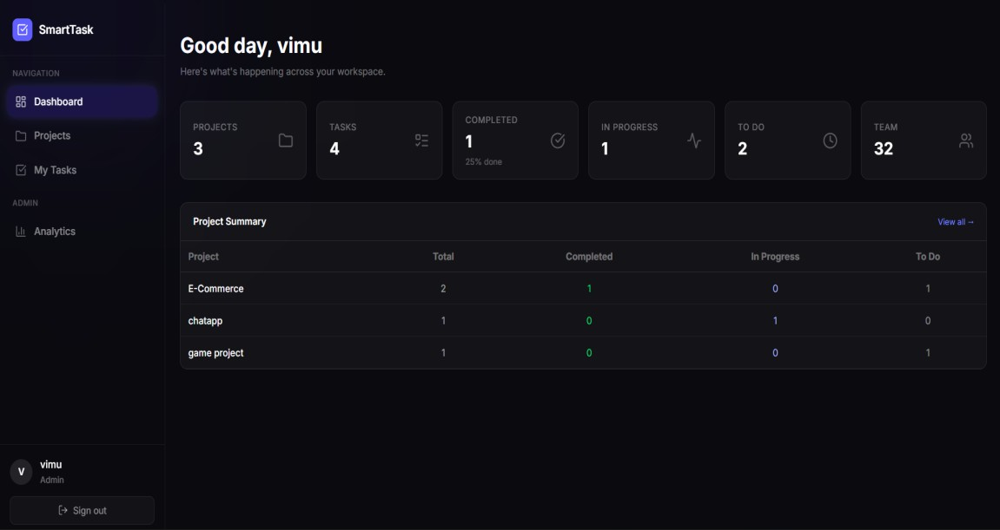 SmartTask
NAVIGATION
Dashboard
Projects
My Tasks
ADMIN
Analytics
V
vimu
Admin
Sign out
Good day, vimu
Here's what's happening across your workspace.
PROJECTS
3
TASKS
4
COMPLETED
1
25% done
IN PROGRESS
1
TO DO
2
TEAM
32
Project Summary
View all →
Project Total Completed In Progress To Do
E-Commerce 2 1 0 1
chatapp 1 0 1 0
game project 1 0 0 1